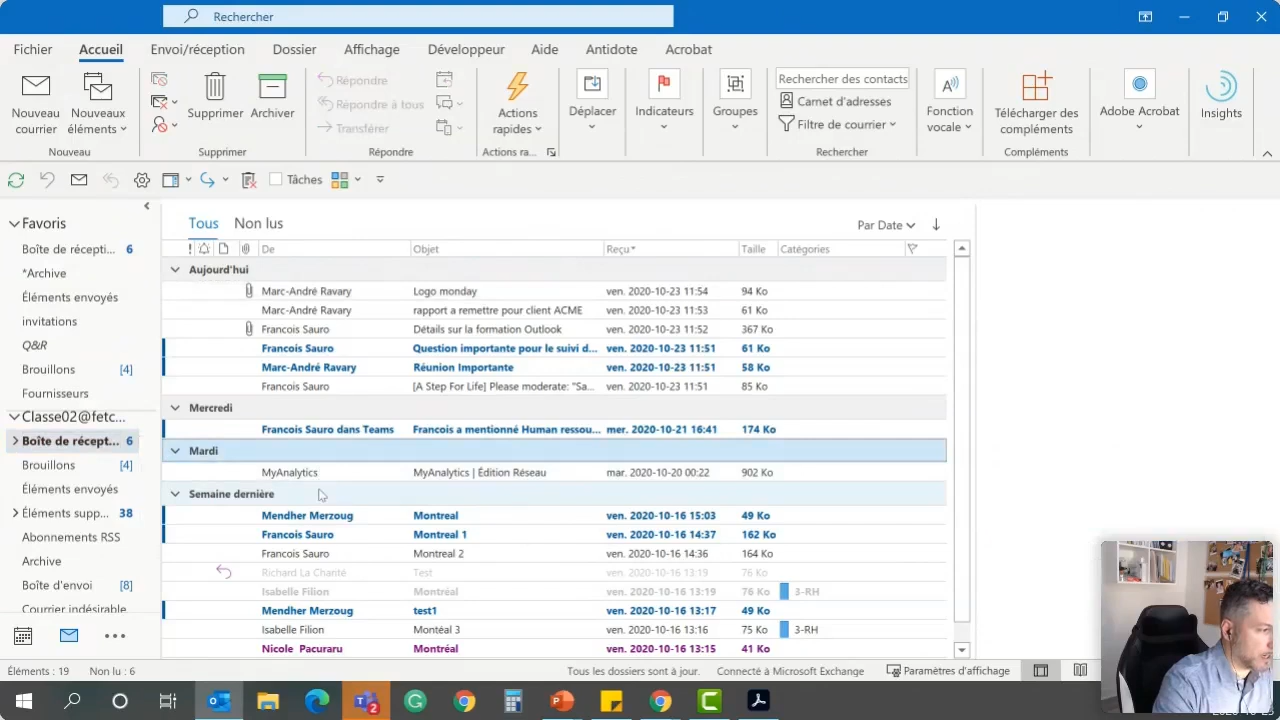 Rechercher
Fichier Accueil Envoi/réception Dossier Affichage Développeur Aide Antidote Acrobat
Nouveau courrier
Nouveaux éléments
Nouveau
Supprimer Archiver
Supprimer
Répondre
Répondre à tous
Transférer
Répondre
Actions rapides
Actions ra...
Déplacer
Indicateurs
Groupes
Rechercher des contacts
Carnet d'adresses
Filtre de courrier
Rechercher
Fonction vocale
Télécharger des compléments
Compléments
Adobe Acrobat
Insights
Tâches
Favoris
Boîte de récepti... 6
*Archive
Éléments envoyés
invitations
Q&R
Brouillons [4]
Fournisseurs
Classe02@fetc...
Boîte de récept... 6
Brouillons [4]
Éléments envoyés
Éléments supp... 38
Abonnements RSS
Archive
Boîte d'envoi [8]
Courrier indésirable
Tous Non lus Par Date
! De Objet Reçu Taille Catégories
Aujourd'hui
Marc-André Ravary Logo monday ven. 2020-10-23 11:54 94 Ko
Marc-André Ravary rapport a remettre pour client ACME ven. 2020-10-23 11:53 61 Ko
Francois Sauro Détails sur la formation Outlook ven. 2020-10-23 11:52 367 Ko
Francois Sauro Question importante pour le suivi d... ven. 2020-10-23 11:51 61 Ko
Marc-André Ravary Réunion Importante ven. 2020-10-23 11:51 58 Ko
Francois Sauro [A Step For Life] Please moderate: "Sa... ven. 2020-10-23 11:51 85 Ko
Mercredi
Francois Sauro dans Teams Francois a mentionné Human ressou... mer. 2020-10-21 16:41 174 Ko
Mardi
MyAnalytics MyAnalytics | Édition Réseau mar. 2020-10-20 00:22 902 Ko
Semaine dernière
Mendher Merzoug Montreal ven. 2020-10-16 15:03 49 Ko
Francois Sauro Montreal 1 ven. 2020-10-16 14:37 162 Ko
Francois Sauro Montreal 2 ven. 2020-10-16 14:36 164 Ko
Richard La Charité Test ven. 2020-10-16 13:19 76 Ko
Isabelle Filion Montréal ven. 2020-10-16 13:19 76 Ko 3-RH
Mendher Merzoug test1 ven. 2020-10-16 13:17 49 Ko
Isabelle Filion Montéal 3 ven. 2020-10-16 13:16 75 Ko 3-RH
Nicole Pacuraru Montréal ven. 2020-10-16 13:15 41 Ko
Éléments : 19 Non lu : 6 Tous les dossiers sont à jour. Connecté à Microsoft Exchange Paramètres d'affichage
2